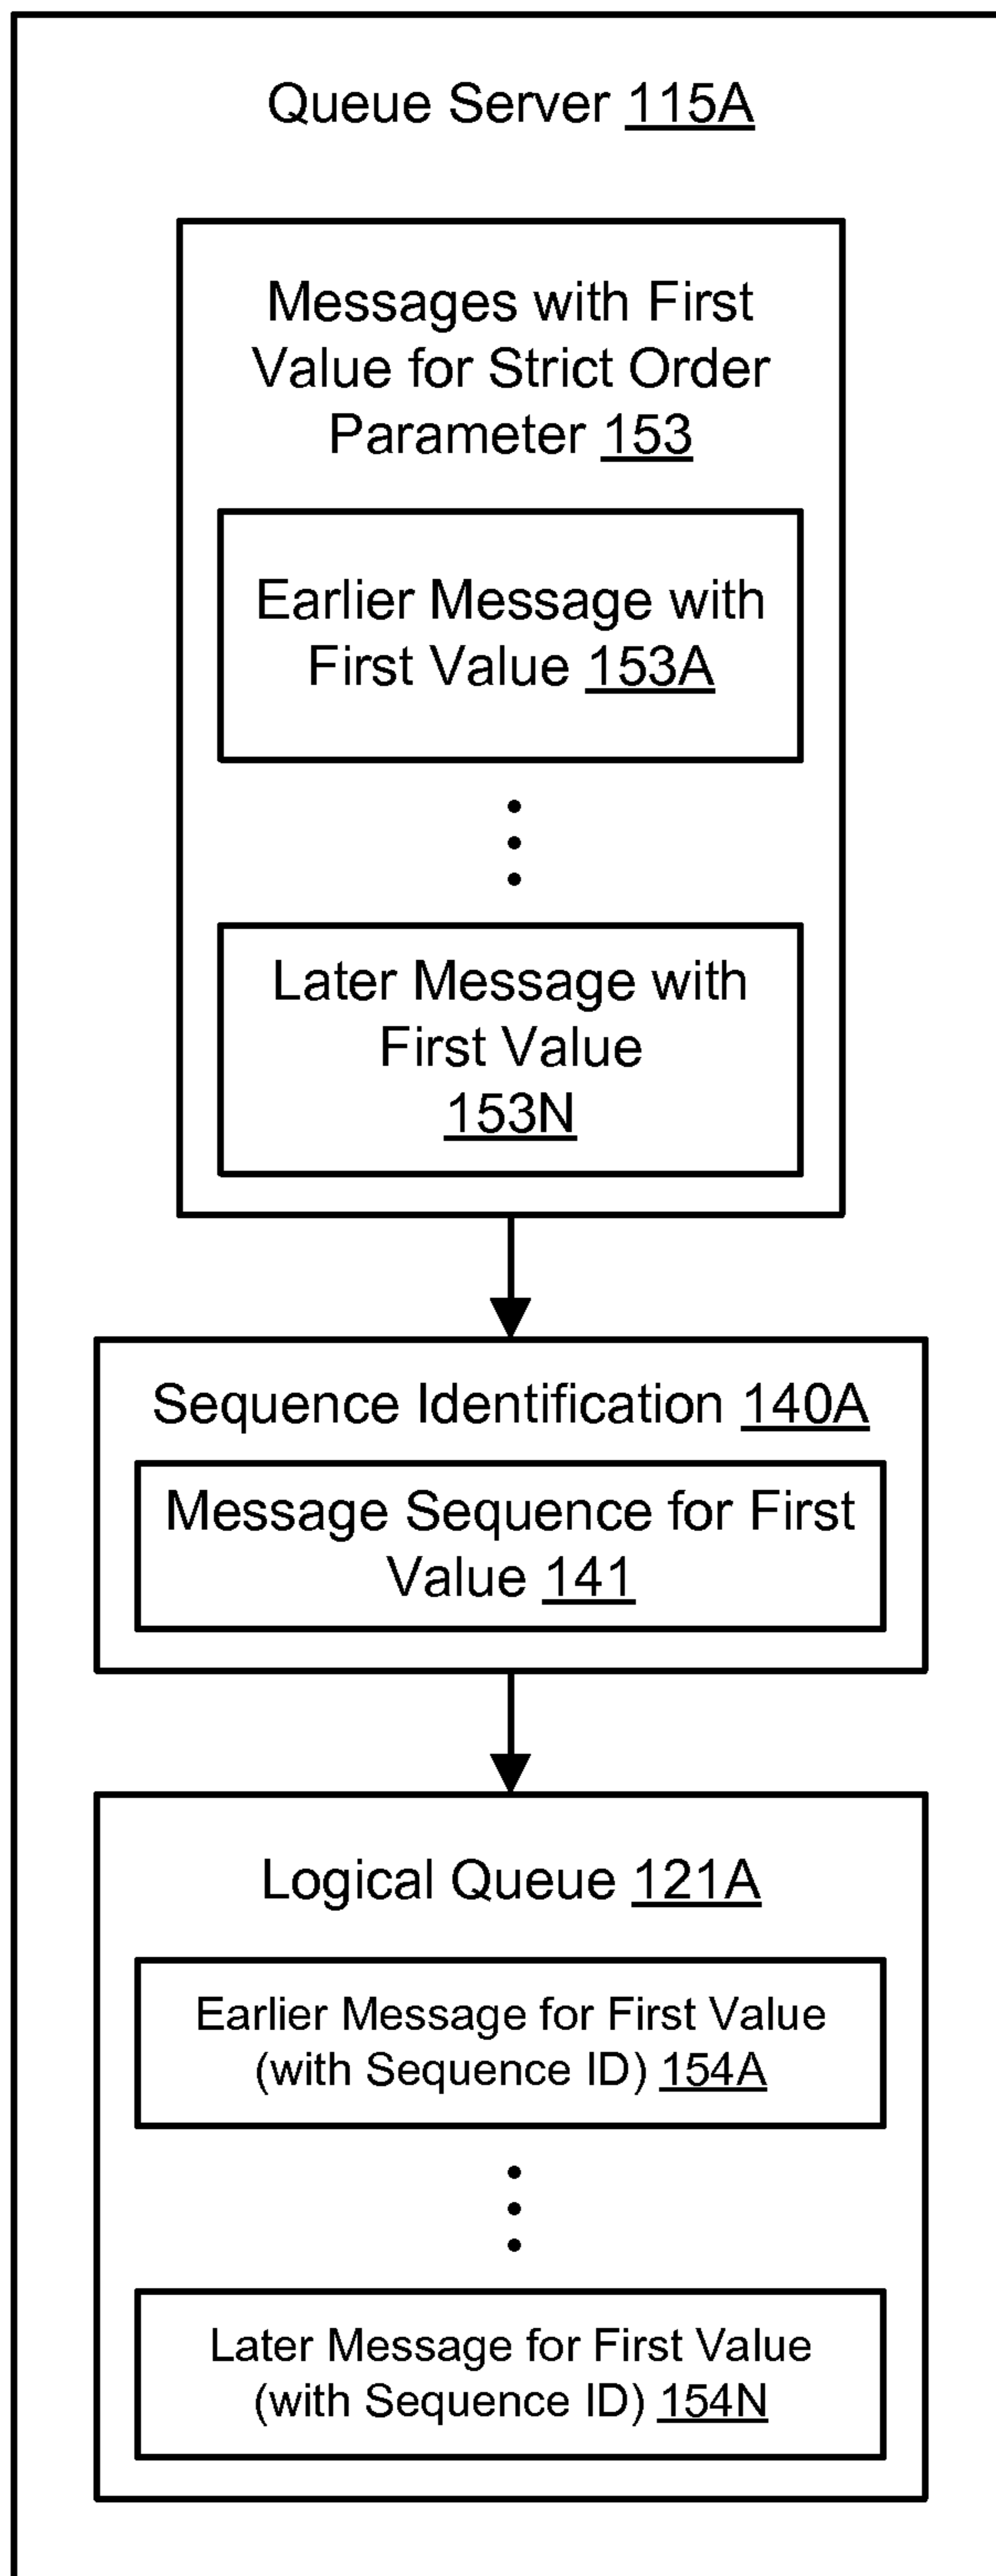 Queue Server 115A
Messages with First
Value for Strict Order
Parameter 153
Earlier Message with
First Value 153A
Later Message with
First Value
153N
Sequence Identification 140A
Message Sequence for First
Value 141
Logical Queue 121A
Earlier Message for First Value
(with Sequence ID) 154A
Later Message for First Value
(with Sequence ID) 154N